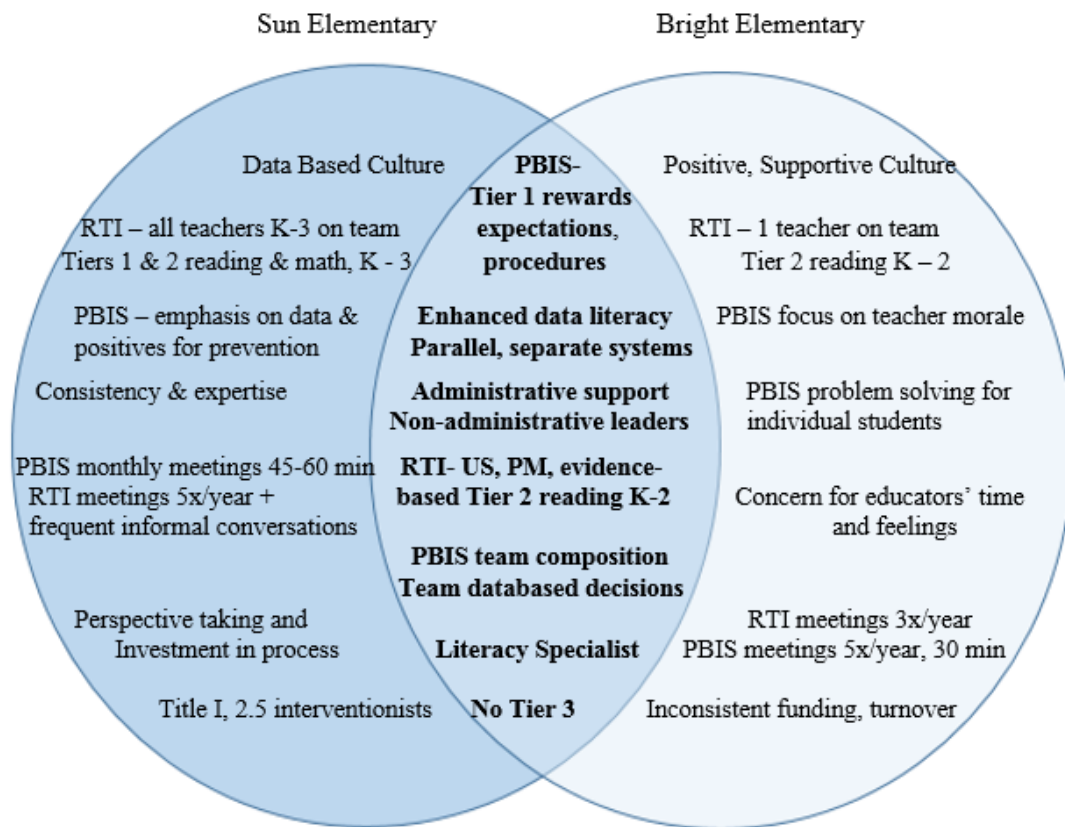 Sun Elementary
Bright Elementary
Data Based Culture
RTI – all teachers K-3 on team
Tiers 1 & 2 reading & math, K - 3
PBIS – emphasis on data &
positives for prevention
Consistency & expertise
PBIS monthly meetings 45-60 min
RTI meetings 5x/year +
frequent informal conversations
Perspective taking and
Investment in process
Title I, 2.5 interventionists
PBIS-
Tier 1 rewards
expectations,
procedures
Enhanced data literacy
Parallel, separate systems
Administrative support
Non-administrative leaders
RTI- US, PM, evidence-
based Tier 2 reading K-2
PBIS team composition
Team databased decisions
Literacy Specialist
No Tier 3
Positive, Supportive Culture
RTI – 1 teacher on team
Tier 2 reading K – 2
PBIS focus on teacher morale
PBIS problem solving for
individual students
Concern for educators’ time
and feelings
RTI meetings 3x/year
PBIS meetings 5x/year, 30 min
Inconsistent funding, turnover